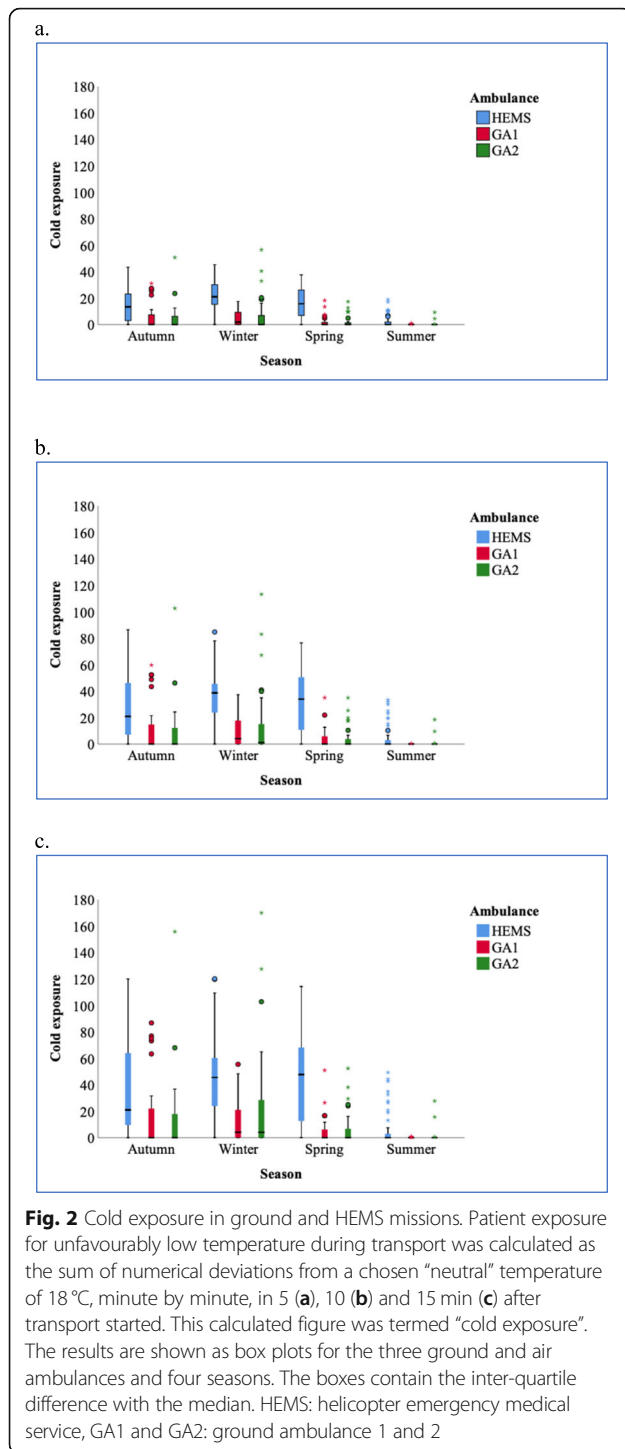 a.
180
160
140
120
100
80
60
40
20
0
Cold exposure
Autumn Winter Spring Summer
Season
Ambulance
HEMS
GA1
GA2
b.
180
160
140
120
100
80
60
40
20
0
Cold exposure
Autumn Winter Spring Summer
Season
Ambulance
HEMS
GA1
GA2
c.
180
160
140
120
100
80
60
40
20
0
Cold exposure
Autumn Winter Spring Summer
Season
Ambulance
HEMS
GA1
GA2
Fig. 2 Cold exposure in ground and HEMS missions. Patient exposure
for unfavourably low temperature during transport was calculated as
the sum of numerical deviations from a chosen “neutral” temperature
of 18 °C, minute by minute, in 5 (a), 10 (b) and 15 min (c) after
transport started. This calculated figure was termed “cold exposure”.
The results are shown as box plots for the three ground and air
ambulances and four seasons. The boxes contain the inter-quartile
difference with the median. HEMS: helicopter emergency medical
service, GA1 and GA2: ground ambulance 1 and 2